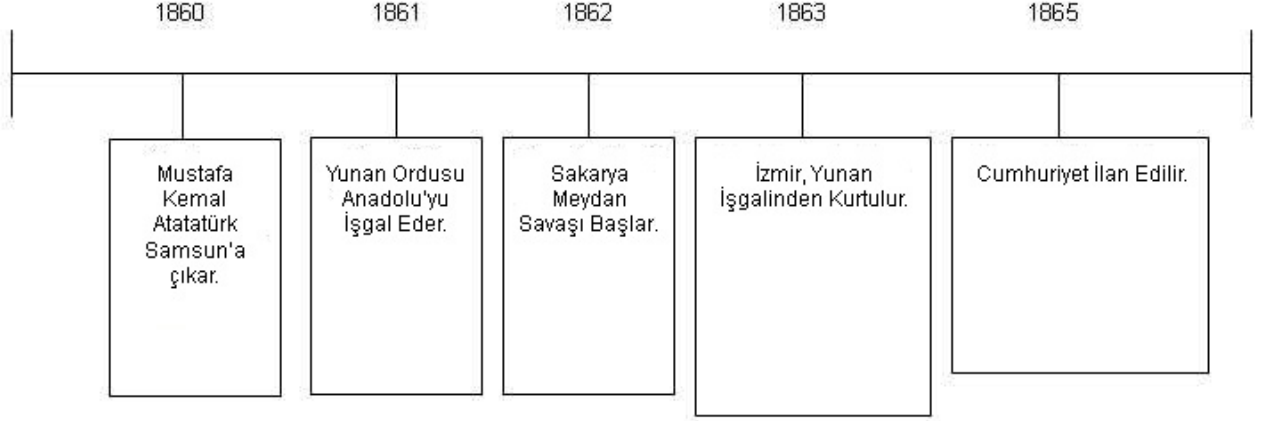 1860 1861 1862 1863 1865
Mustafa
Kemal
Atatatürk
Samsun'a
çıkar.
Yunan Ordusu
Anadolu'yu
İşgal Eder.
Sakarya
Meydan
Savaşı Başlar.
İzmir, Yunan
İşgalinden Kurtulur.
Cumhuriyet İlan Edilir.